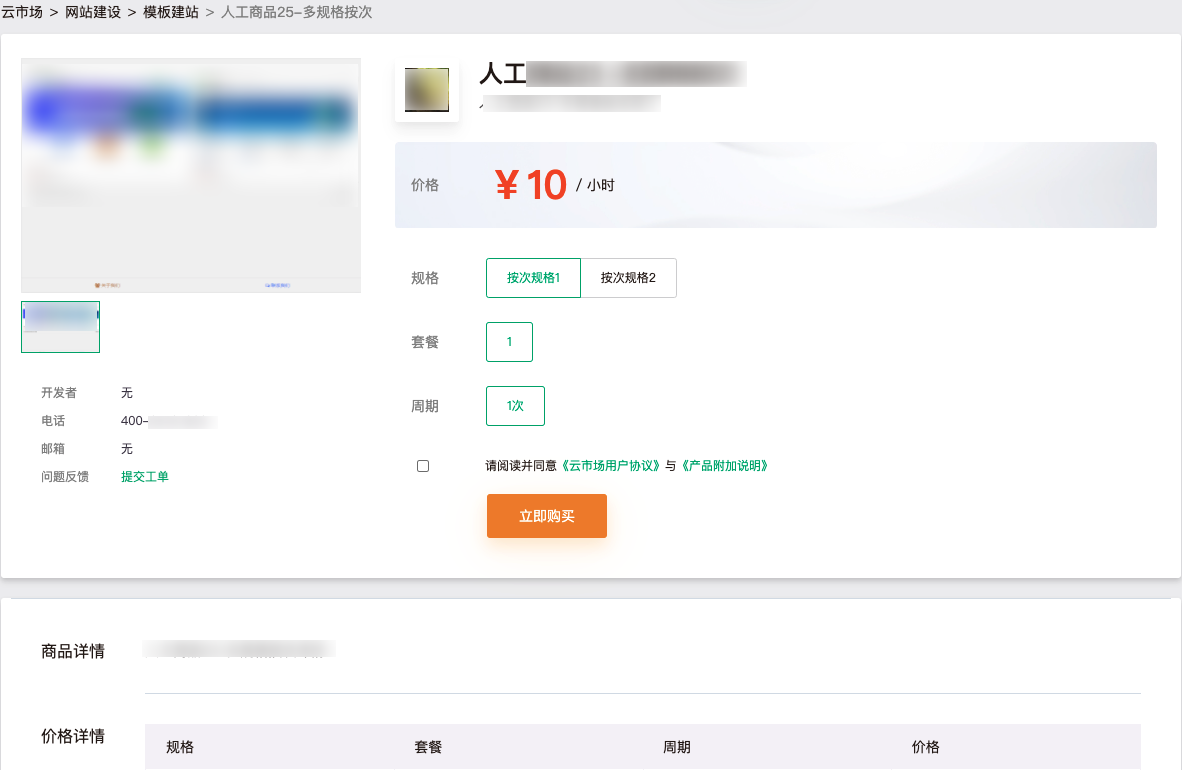 云市场 > 网站建设 > 模板建站 > 人工商品25-多规格按次
人工
价格 ¥ 10 / 小时
规格 按次规格1 按次规格2
套餐 1
周期 1次
请阅读并同意《云市场用户协议》与《产品附加说明》
立即购买
开发者 无
电话 400-
邮箱 无
问题反馈 提交工单
商品详情
价格详情
规格 套餐 周期 价格